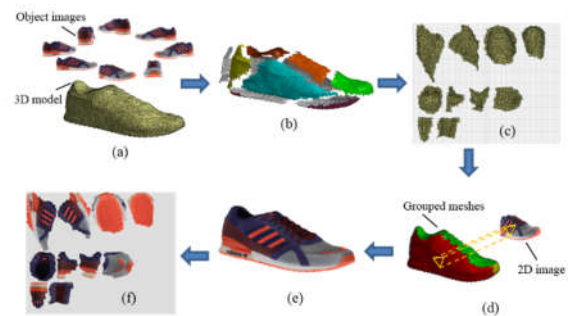 Object images
3D model
(a)
(b)
(c)
Grouped meshes
2D image
(d)
(e)
(f)